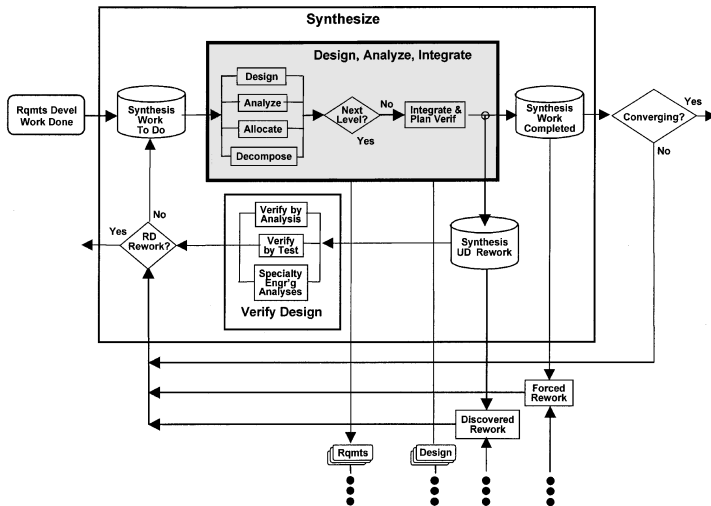 Synthesize
Design, Analyze, Integrate
Design
Analyze
Allocate
Decompose
Next
Level?
No
Yes
Integrate &
Plan Verif
Rqmts Devel
Work Done
Synthesis
Work
To Do
Synthesis
Work
Completed
Converging?
Yes
No
No
Yes
RD
Rework?
Verify by
Analysis
Verify
by Test
Specialty
Engr'g
Analyses
Verify Design
Synthesis
UD Rework
Forced
Rework
Discovered
Rework
Rqmts
Design